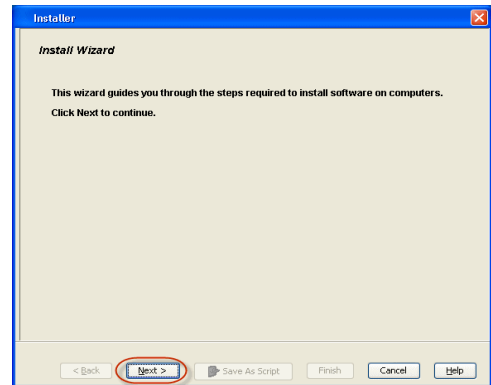 Installer
Install Wizard
This wizard guides you through the steps required to install software on computers.
Click Next to continue.
< Back Next > Save As Script Finish Cancel Help